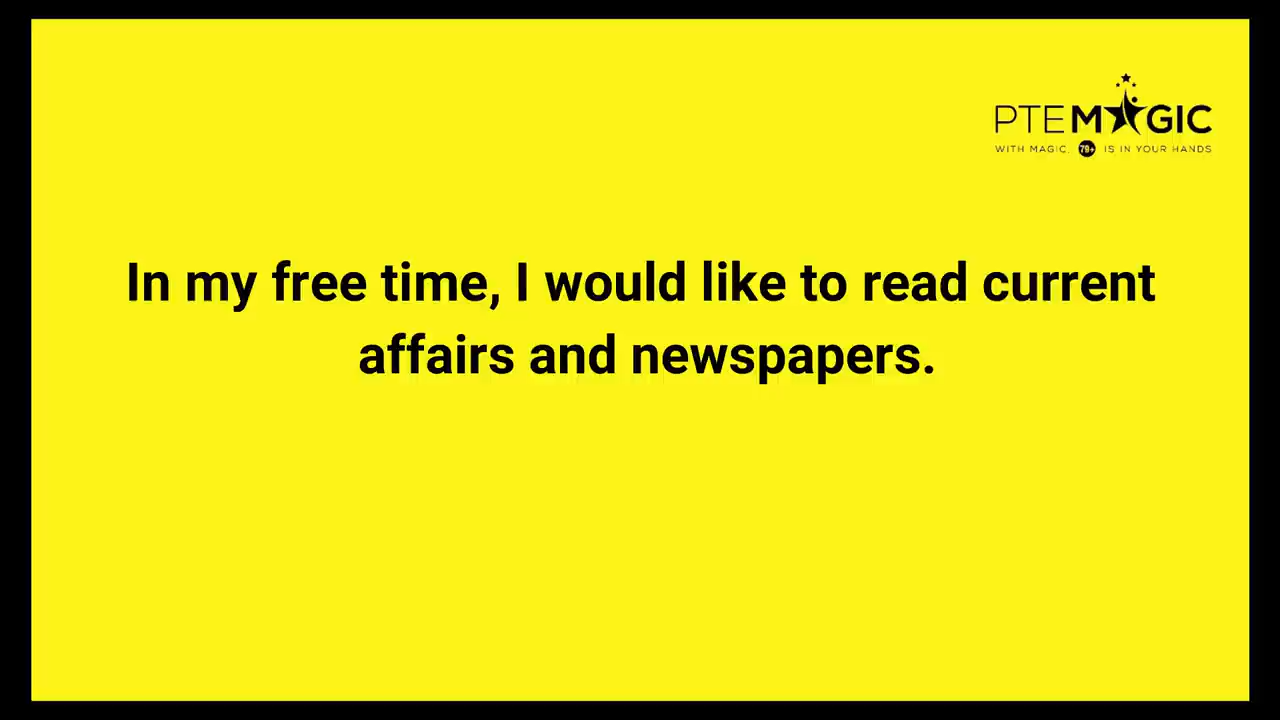 PTEMAGIC
WITH MAGIC, 79+ IS IN YOUR HANDS
In my free time, I would like to read current
affairs and newspapers.